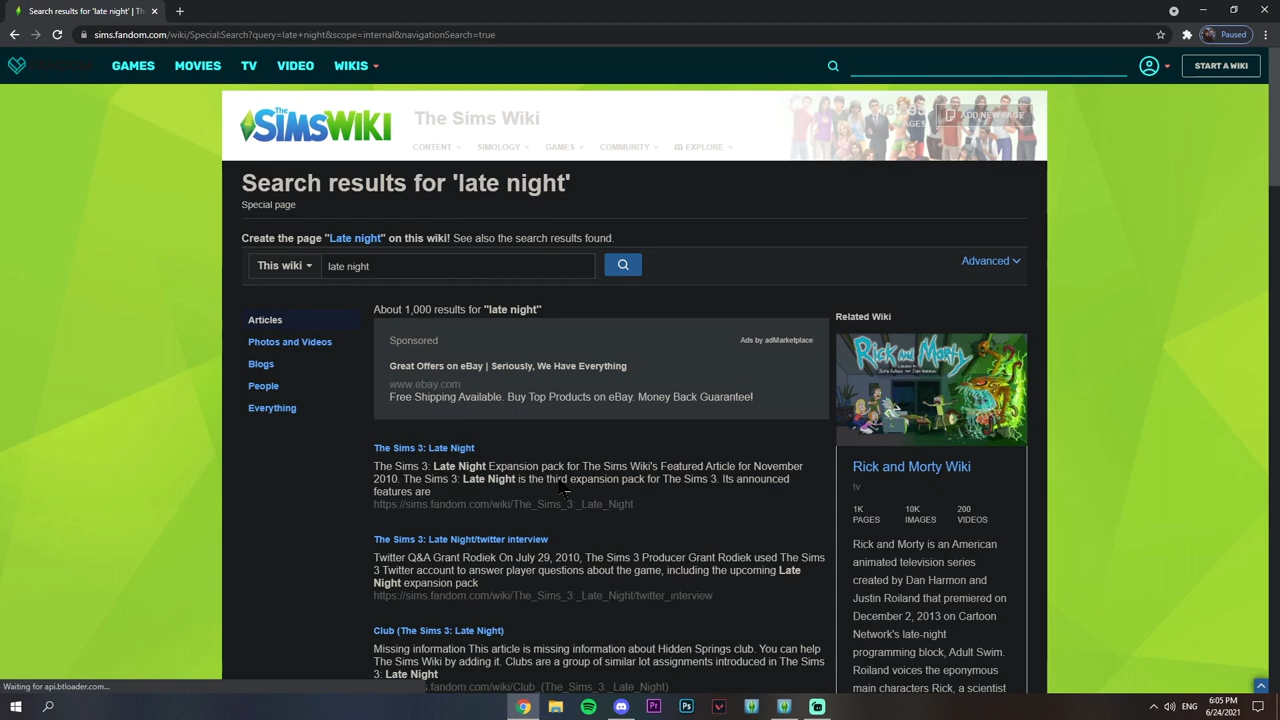 Search results for "late night" |
sims.fandom.com/wiki/Special:Search?query=late+night&scope=internal&navigationSearch=true
Paused
GAMES MOVIES TV VIDEO WIKIS
START A WIKI
The SIMS WIKI
The Sims Wiki
PAGES
ADD NEW PAGE
CONTENT SIMOLOGY GAMES COMMUNITY EXPLORE
Search results for 'late night'
Special page
Create the page "Late night" on this wiki! See also the search results found.
This wiki late night
Advanced
Articles
Photos and Videos
Blogs
People
Everything
About 1,000 results for "late night"
Sponsored
Ads by adMarketplace
Great Offers on eBay | Seriously, We Have Everything
www.ebay.com
Free Shipping Available. Buy Top Products on eBay. Money Back Guarantee!
The Sims 3: Late Night
The Sims 3: Late Night Expansion pack for The Sims Wiki's Featured Article for November
2010. The Sims 3: Late Night is the third expansion pack for The Sims 3. Its announced
features are
https://sims.fandom.com/wiki/The_Sims_3:_Late_Night
The Sims 3: Late Night/twitter interview
Twitter Q&A Grant Rodiek On July 29, 2010, The Sims 3 Producer Grant Rodiek used The Sims
3 Twitter account to answer player questions about the game, including the upcoming Late
Night expansion pack
https://sims.fandom.com/wiki/The_Sims_3:_Late_Night/twitter_interview
Club (The Sims 3: Late Night)
Missing information This article is missing information about Hidden Springs club. You can help
The Sims Wiki by adding it. Clubs are a group of similar lot assignments introduced in The Sims
3: Late Night
s.fandom.com/wiki/Club_(The_Sims_3:_Late_Night)
Related Wiki
Rick and Morty
Rick and Morty Wiki
tv
1K 10K 200
PAGES IMAGES VIDEOS
Rick and Morty is an American
animated television series
created by Dan Harmon and
Justin Roiland that premiered on
December 2, 2013 on Cartoon
Network's late-night
programming block, Adult Swim.
Roiland voices the eponymous
main characters Rick, a scientist
Waiting for api.btloader.com...
Pr Ps
ENG
6:05 PM
6/24/2021